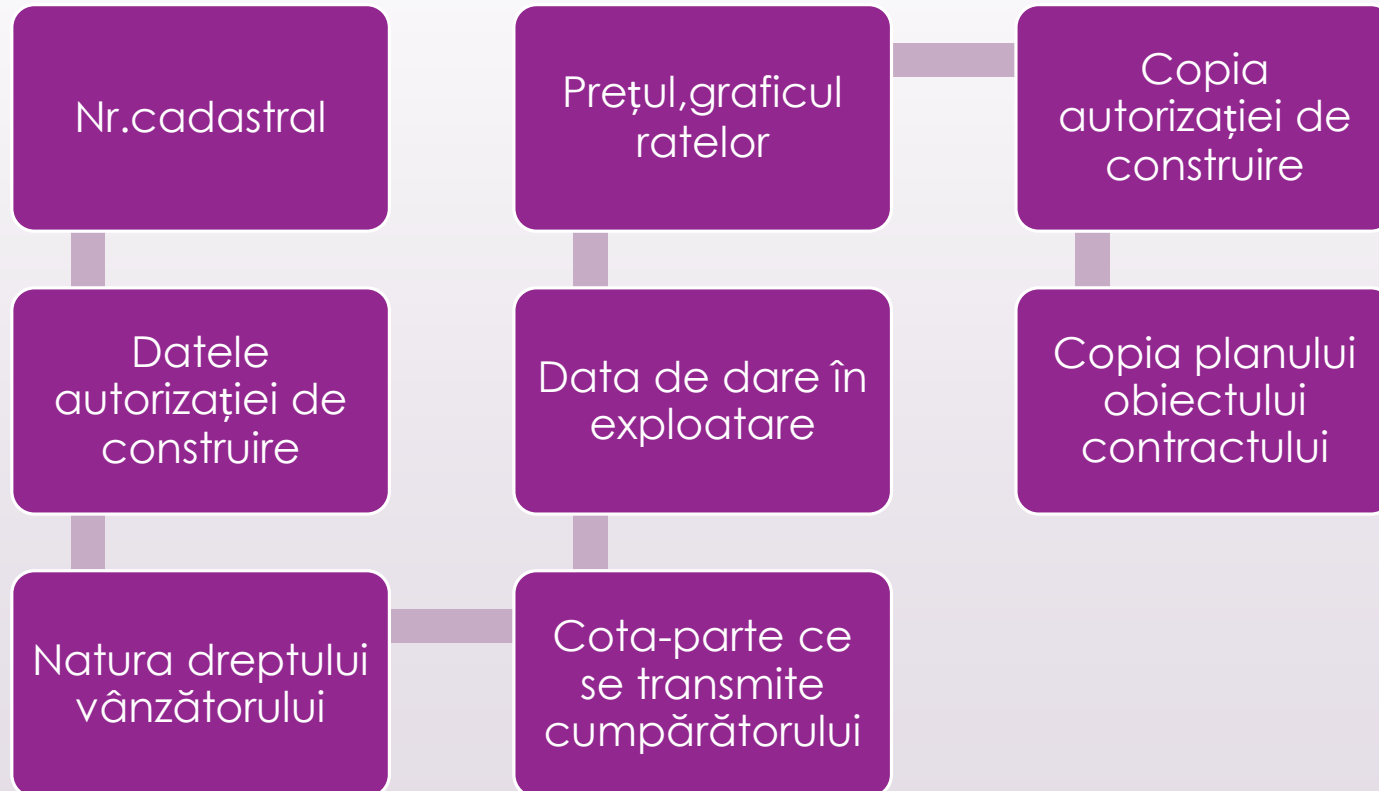 Nr.cadastral
Datele
autorizației de
construire
Natura dreptului
vânzătorului
Cota-parte ce
se transmite
cumpărătorului
Data de dare în
exploatare
Prețul,graficul
ratelor
Copia
autorizației de
construire
Copia planului
obiectului
contractului